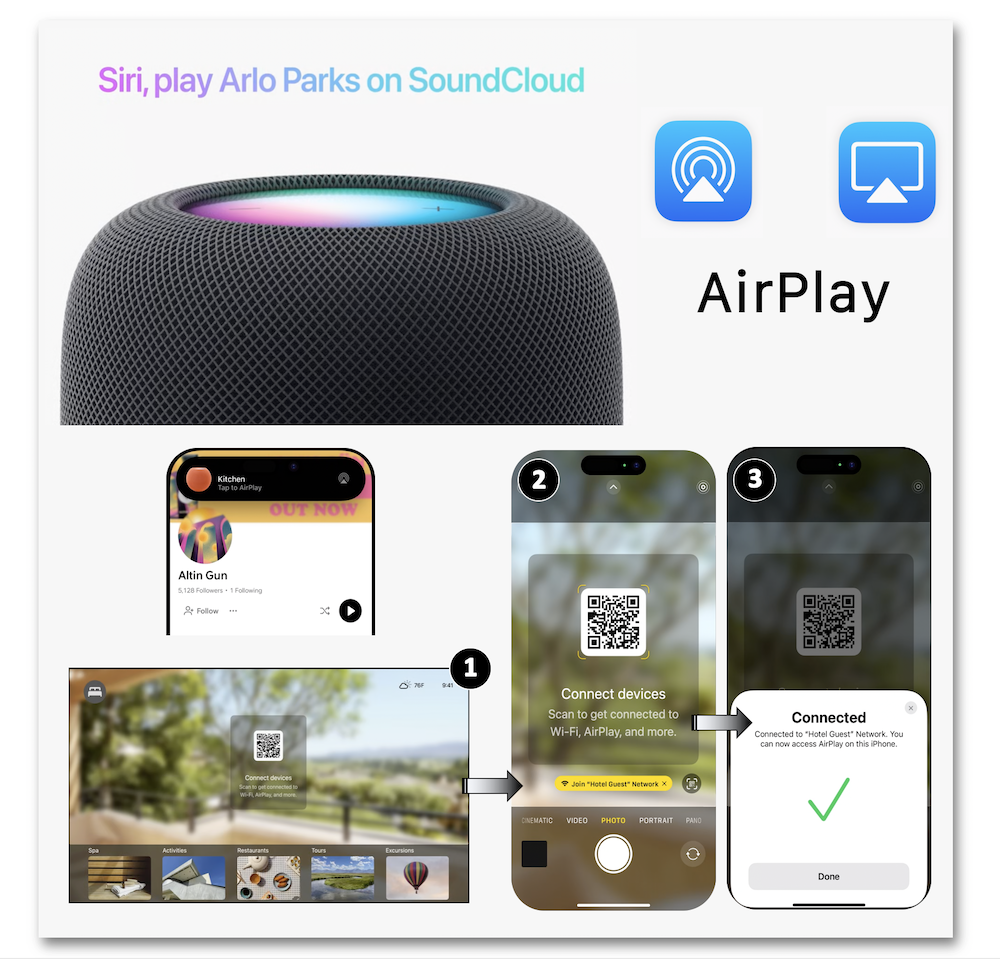 Siri, play Arlo Parks on SoundCloud
AirPlay
Kitchen
Tap to AirPlay
OUT NOW
Altin Gun
5,128 Followers • 1 Following
Follow
1
76F
9:41
Connect devices
Scan to get connected to
Wi-Fi, AirPlay, and more.
Spa
Activities
Restaurants
Tours
Excursions
2
Connect devices
Scan to get connected to
Wi-Fi, AirPlay, and more.
Join "Hotel Guest" Network ×
CINEMATIC VIDEO PHOTO PORTRAIT PANO
3
Connected
Connected to "Hotel Guest" Network. You
can now access AirPlay on this iPhone.
Done